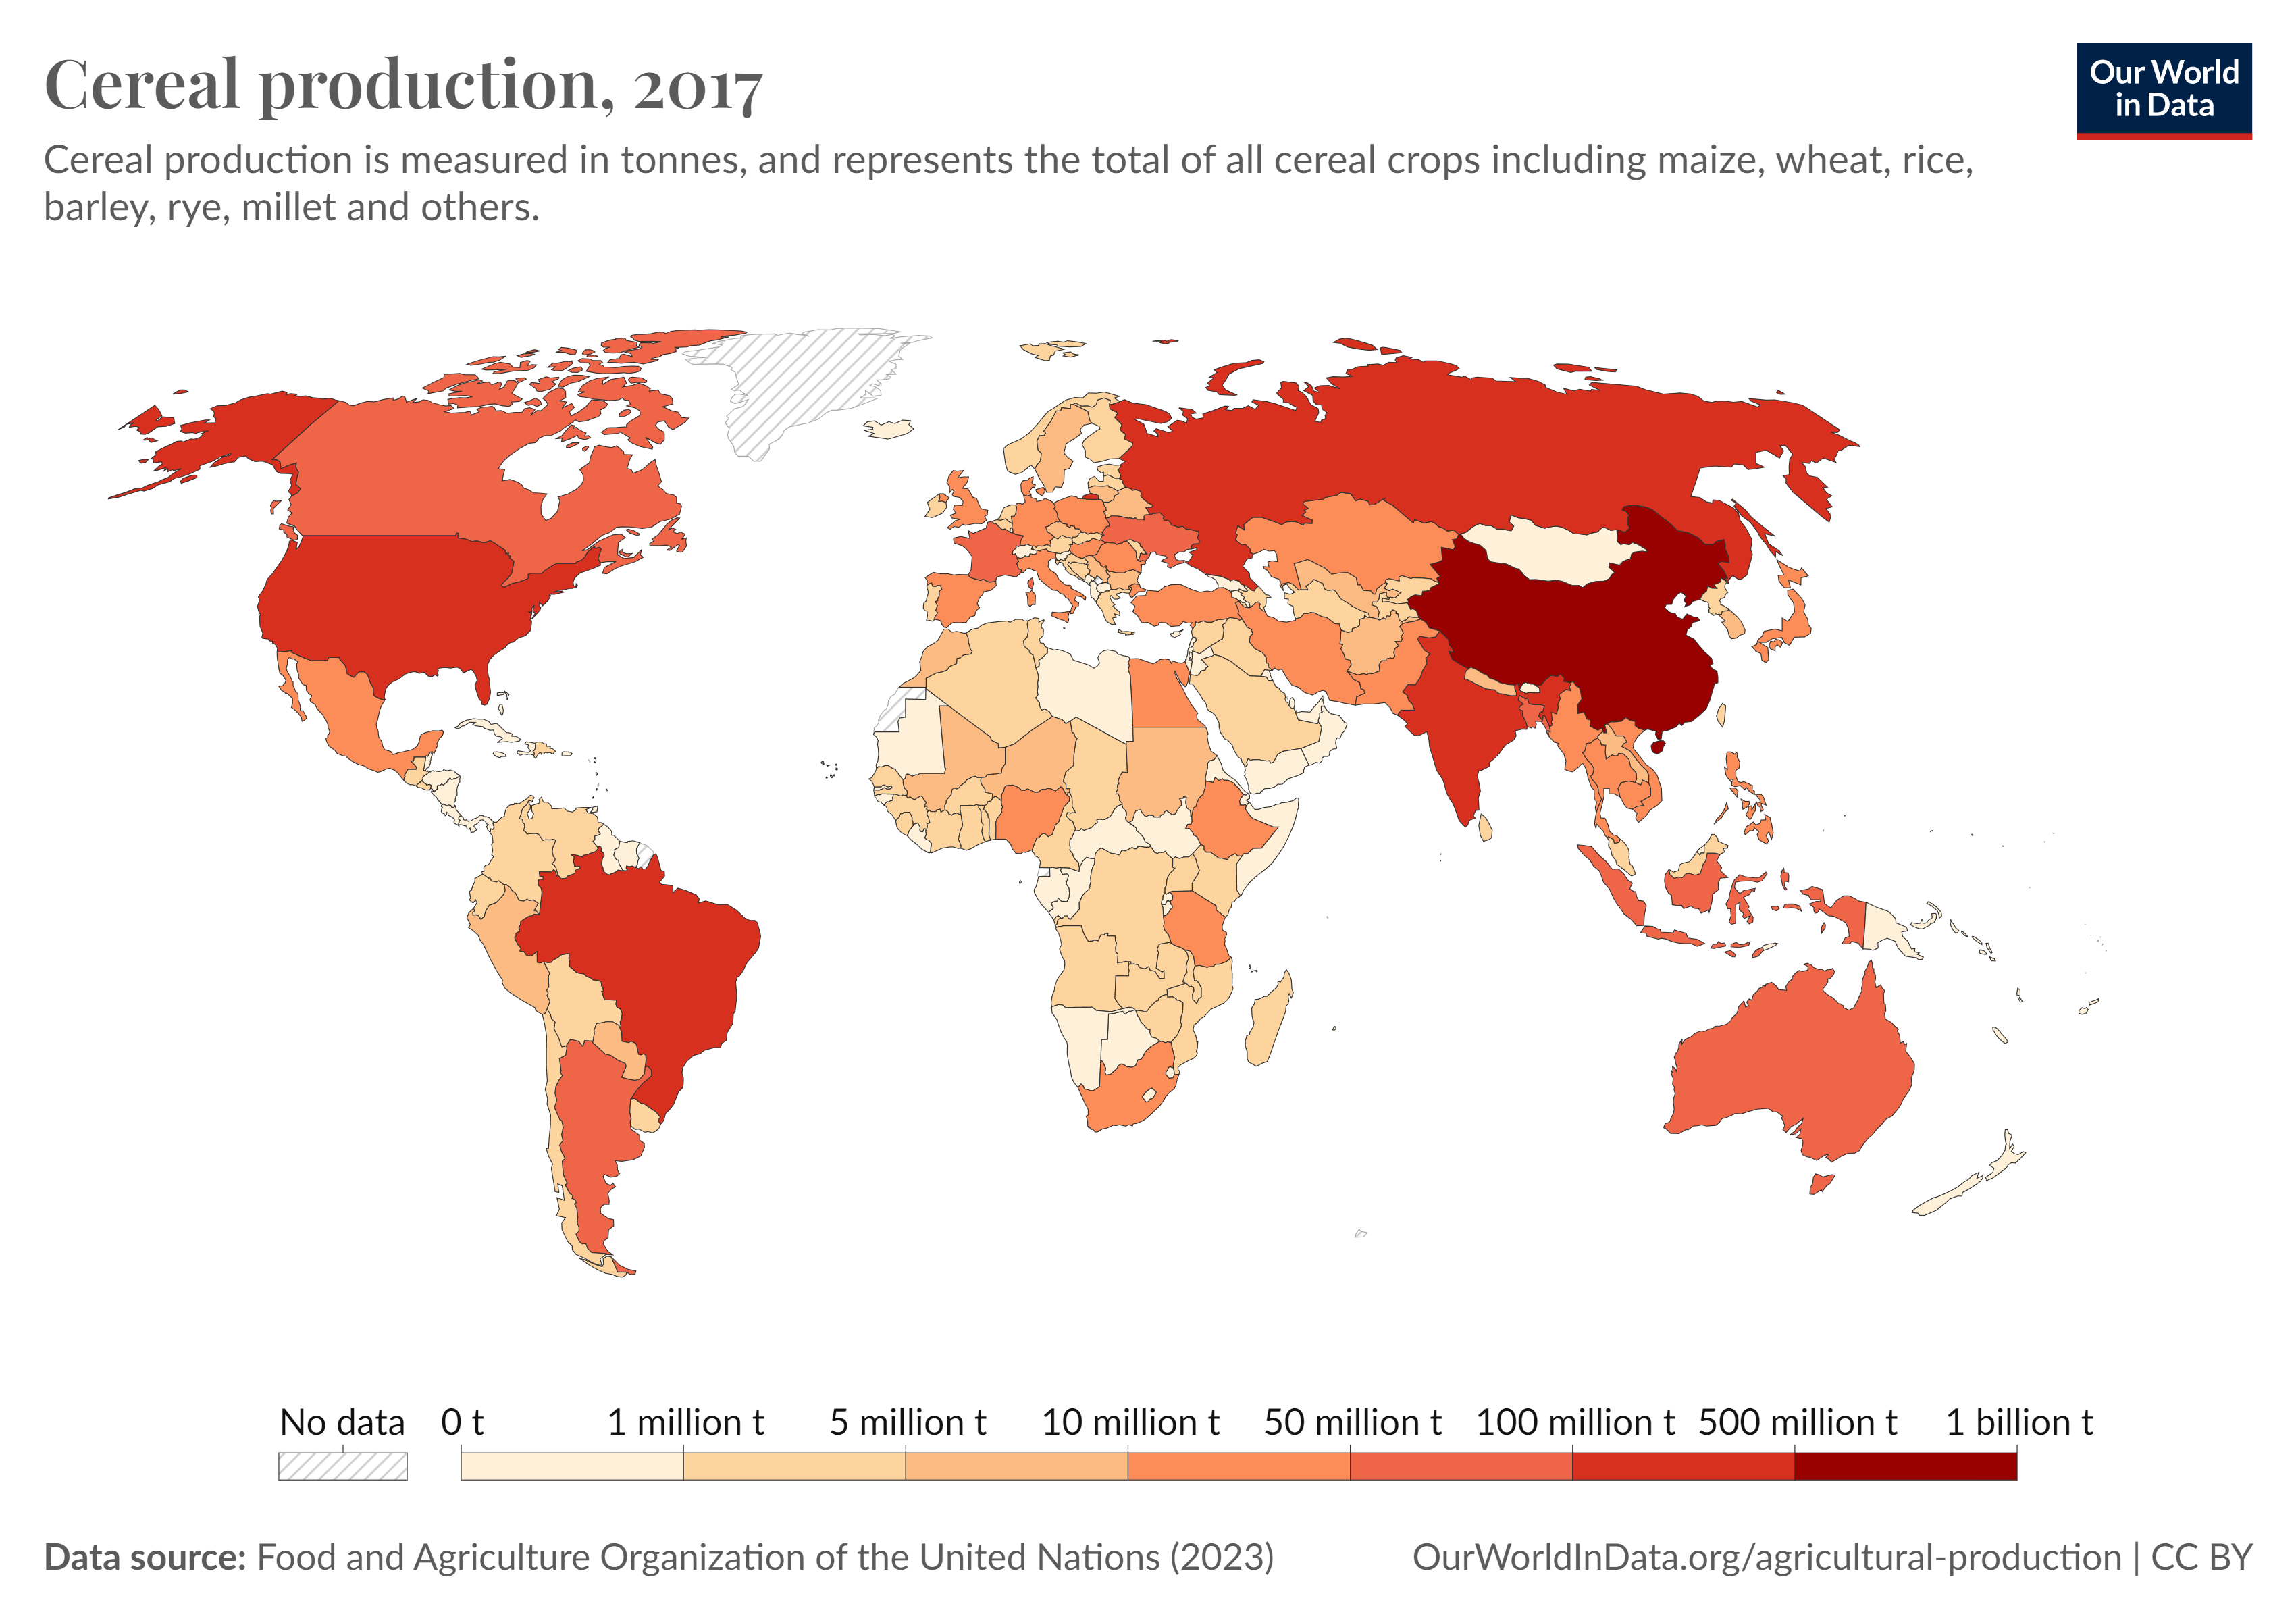 Cereal production, 2017
Our World
in Data
Cereal production is measured in tonnes, and represents the total of all cereal crops including maize, wheat, rice,
barley, rye, millet and others.
No data 0 t 1 million t 5 million t 10 million t 50 million t 100 million t 500 million t 1 billion t
Data source: Food and Agriculture Organization of the United Nations (2023)
OurWorldInData.org/agricultural-production | CC BY